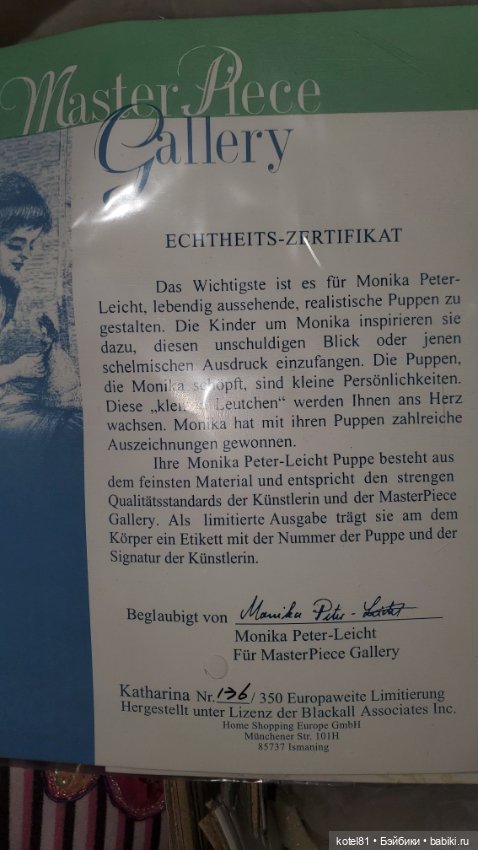 MasterPiece
Gallery
ECHTHEITS-ZERTIFIKAT
Das Wichtigste ist es für Monika Peter-
Leicht, lebendig aussehende, realistische Puppen zu
gestalten. Die Kinder um Monika inspirieren sie
dazu, diesen unschuldigen Blick oder jenen
schelmischen Ausdruck einzufangen. Die Puppen,
die Monika schöpft, sind kleine Persönlichkeiten.
Diese „kleinen Leutchen“ werden Ihnen ans Herz
wachsen. Monika hat mit ihren Puppen zahlreiche
Auszeichnungen gewonnen.
Ihre Monika Peter-Leicht Puppe besteht aus
dem feinsten Material und entspricht den strengen
Qualitätsstandards der Künstlerin und der MasterPiece
Gallery. Als limitierte Ausgabe trägt sie am dem
Körper ein Etikett mit der Nummer der Puppe und der
Signatur der Künstlerin.
Beglaubigt von Monika Peter-Leicht
Monika Peter-Leicht
Für MasterPiece Gallery
Katharina Nr. 136 / 350 Europaweite Limitierung
Hergestellt unter Lizenz der Blackall Associates Inc.
Home Shopping Europe GmbH
Münchener Str. 101H
85737 Ismaning
kotel81 • Бэйбики • babiki.ru